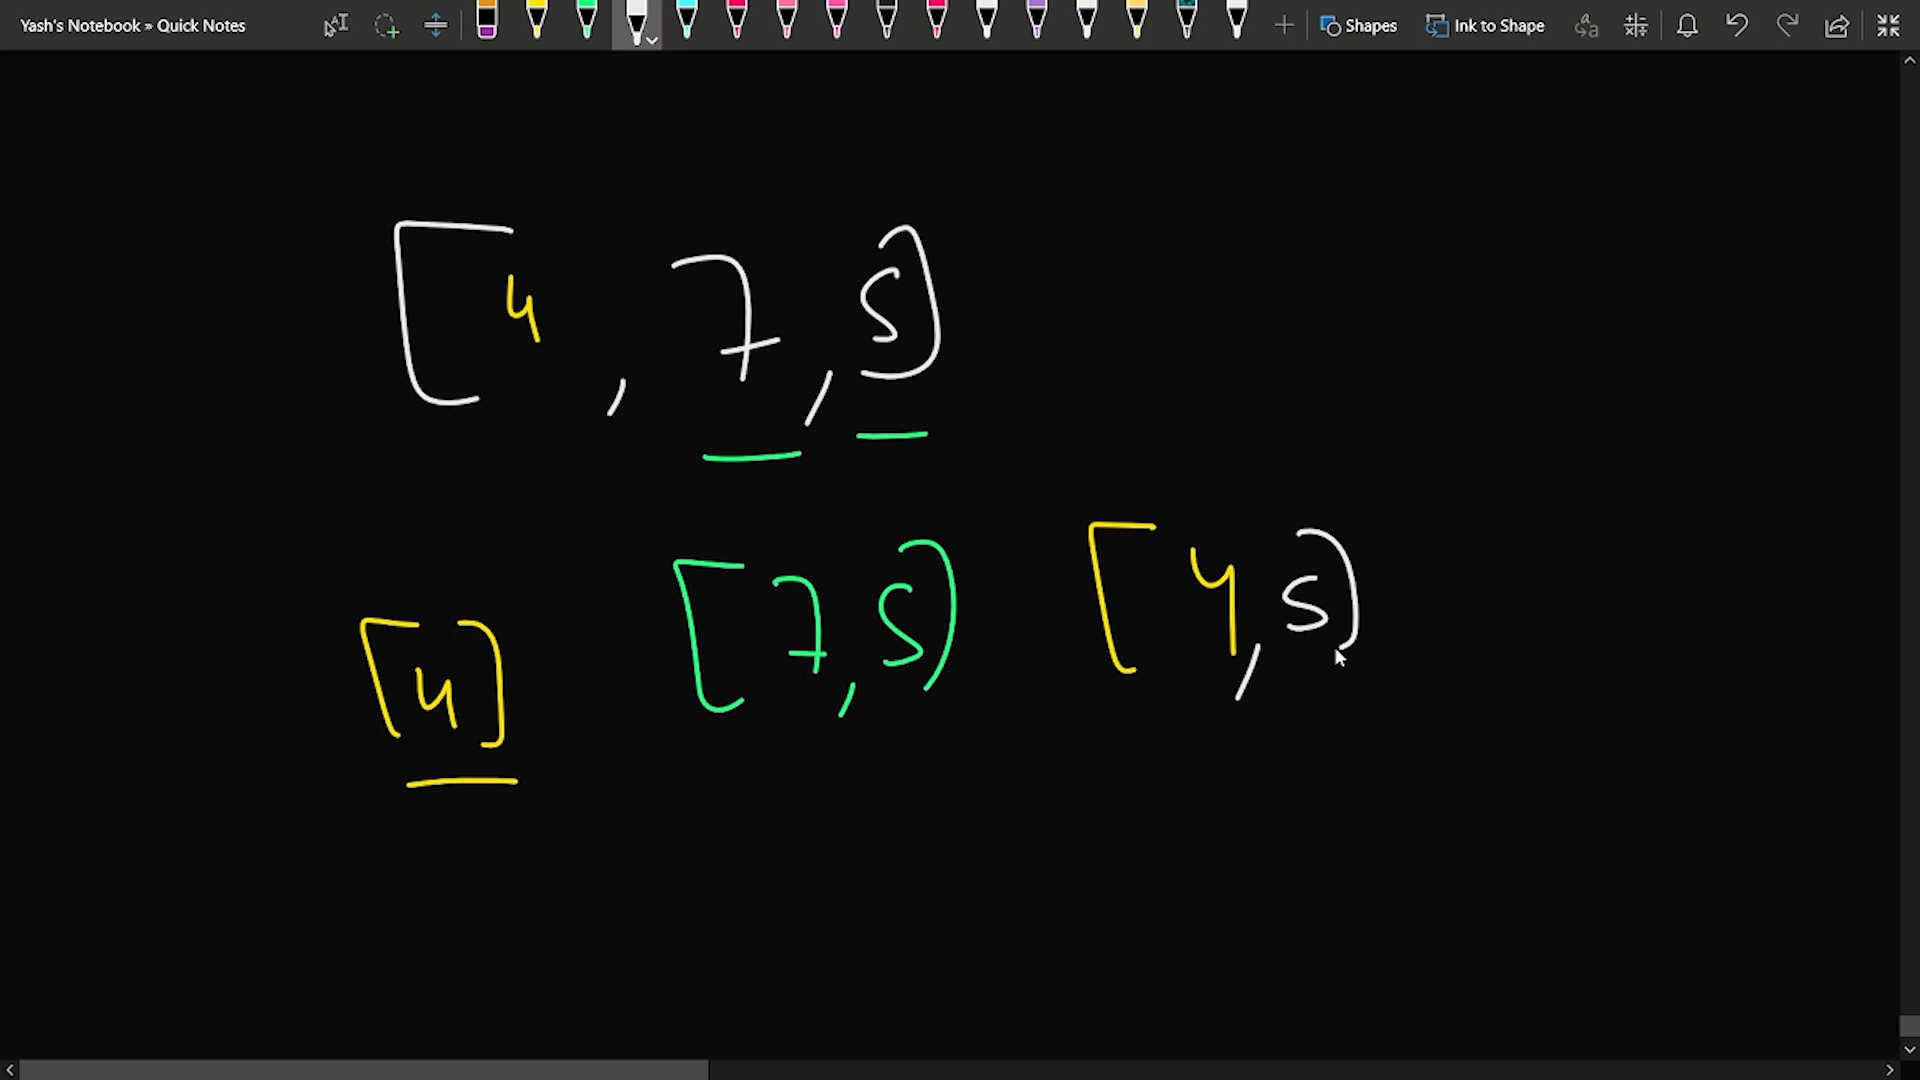 Yash's Notebook » Quick Notes
Shapes
Ink to Shape
[4, 7, 5]
[4] [7, 5] [4, 5]